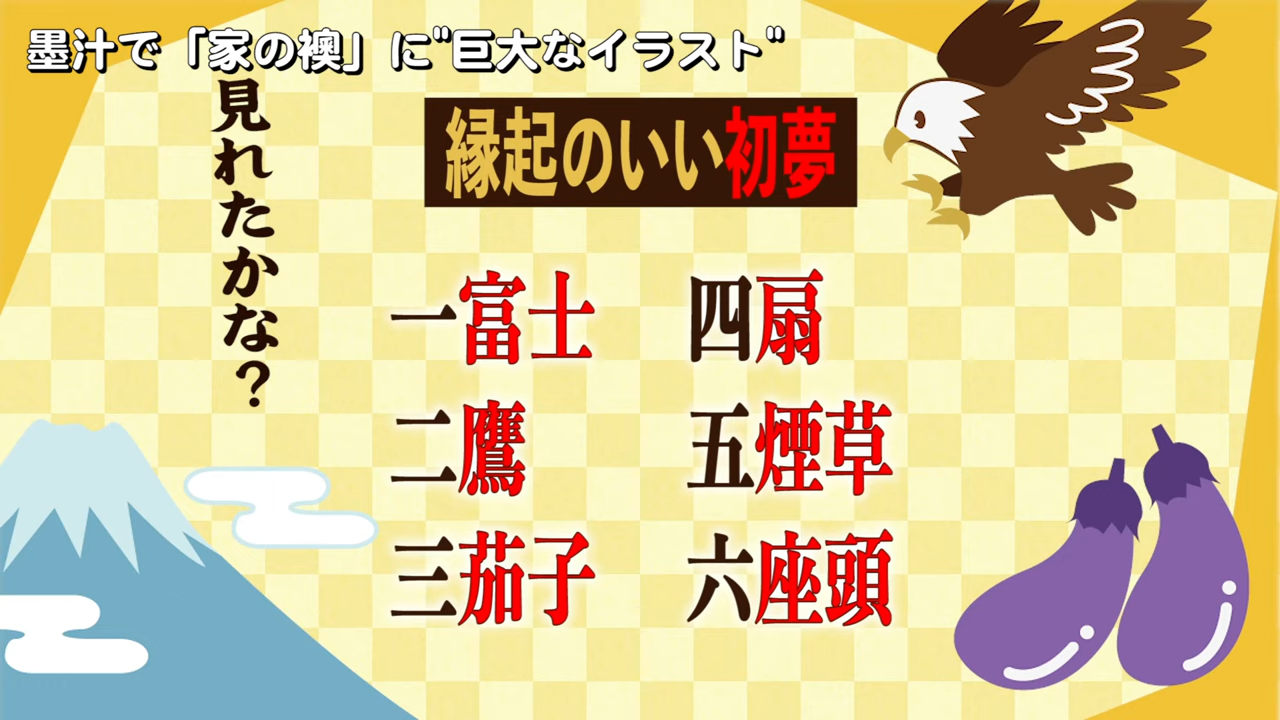 墨汁で「家の襖」に"巨大なイラスト"
見れたかな？
縁起のいい初夢
一富士
二鷹
三茄子
四扇
五煙草
六座頭